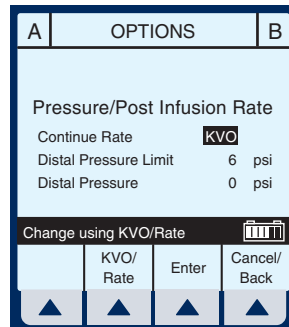 A OPTIONS B
Pressure/Post Infusion Rate
Continue Rate KVO
Distal Pressure Limit 6 psi
Distal Pressure 0 psi
Change using KVO/Rate
KVO/
Rate
Enter
Cancel/
Back